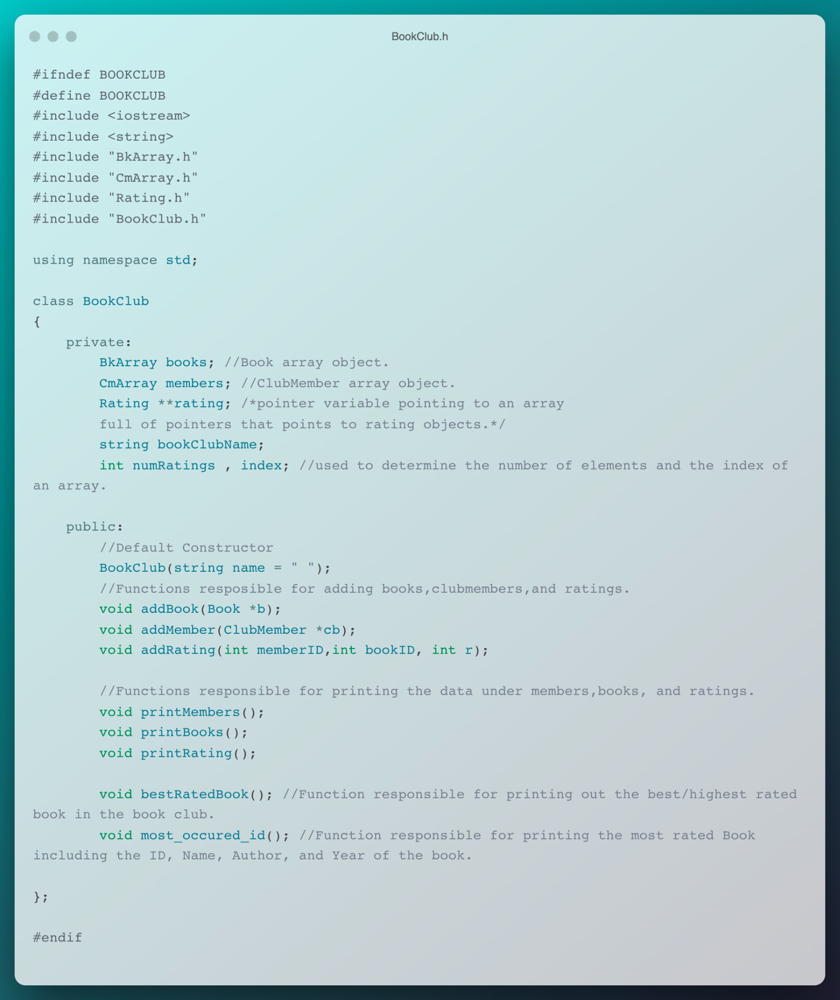 BookClub.h
#ifndef BOOKCLUB
#define BOOKCLUB
#include <iostream>
#include <string>
#include "BkArray.h"
#include "CmArray.h"
#include "Rating.h"
#include "BookClub.h"

using namespace std;

class BookClub
{
    private:
        BkArray books; //Book array object.
        CmArray members; //ClubMember array object.
        Rating **rating; /*pointer variable pointing to an array
        full of pointers that points to rating objects.*/
        string bookClubName;
        int numRatings , index; //used to determine the number of elements and the index of
an array.

    public:
        //Default Constructor
        BookClub(string name = " ");
        //Functions resposible for adding books,clubmembers,and ratings.
        void addBook(Book *b);
        void addMember(ClubMember *cb);
        void addRating(int memberID,int bookID, int r);

        //Functions responsible for printing the data under members,books, and ratings.
        void printMembers();
        void printBooks();
        void printRating();

        void bestRatedBook(); //Function responsible for printing out the best/highest rated
book in the book club.
        void most_occured_id(); //Function responsible for printing the most rated Book
including the ID, Name, Author, and Year of the book.

};

#endif